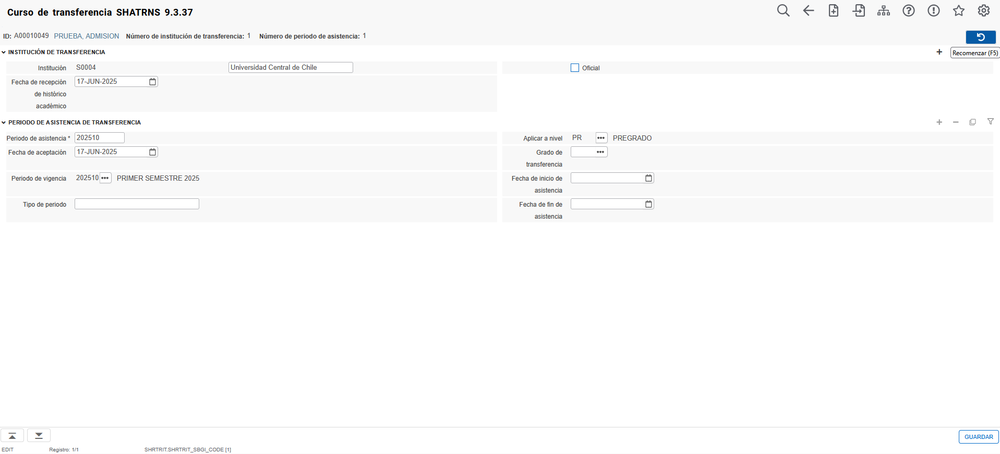 Curso de transferencia SHATRNS 9.3.37
ID: A00010049 PRUEBA, ADMISION Número de institución de transferencia: 1 Número de periodo de asistencia: 1
INSTITUCIÓN DE TRANSFERENCIA
Recomenzar (F5)
Institución S0004 Universidad Central de Chile
Oficial
Fecha de recepción de histórico académico 17-JUN-2025
PERIODO DE ASISTENCIA DE TRANSFERENCIA
Periodo de asistencia * 202510
Aplicar a nivel PR PREGRADO
Fecha de aceptación 17-JUN-2025
Grado de transferencia
Periodo de vigencia 202510 PRIMER SEMESTRE 2025
Fecha de inicio de asistencia
Tipo de periodo
Fecha de fin de asistencia
GUARDAR
EDIT Registro: 1/1 SHRTRIT.SHRTRIT_SBGI_CODE [1]